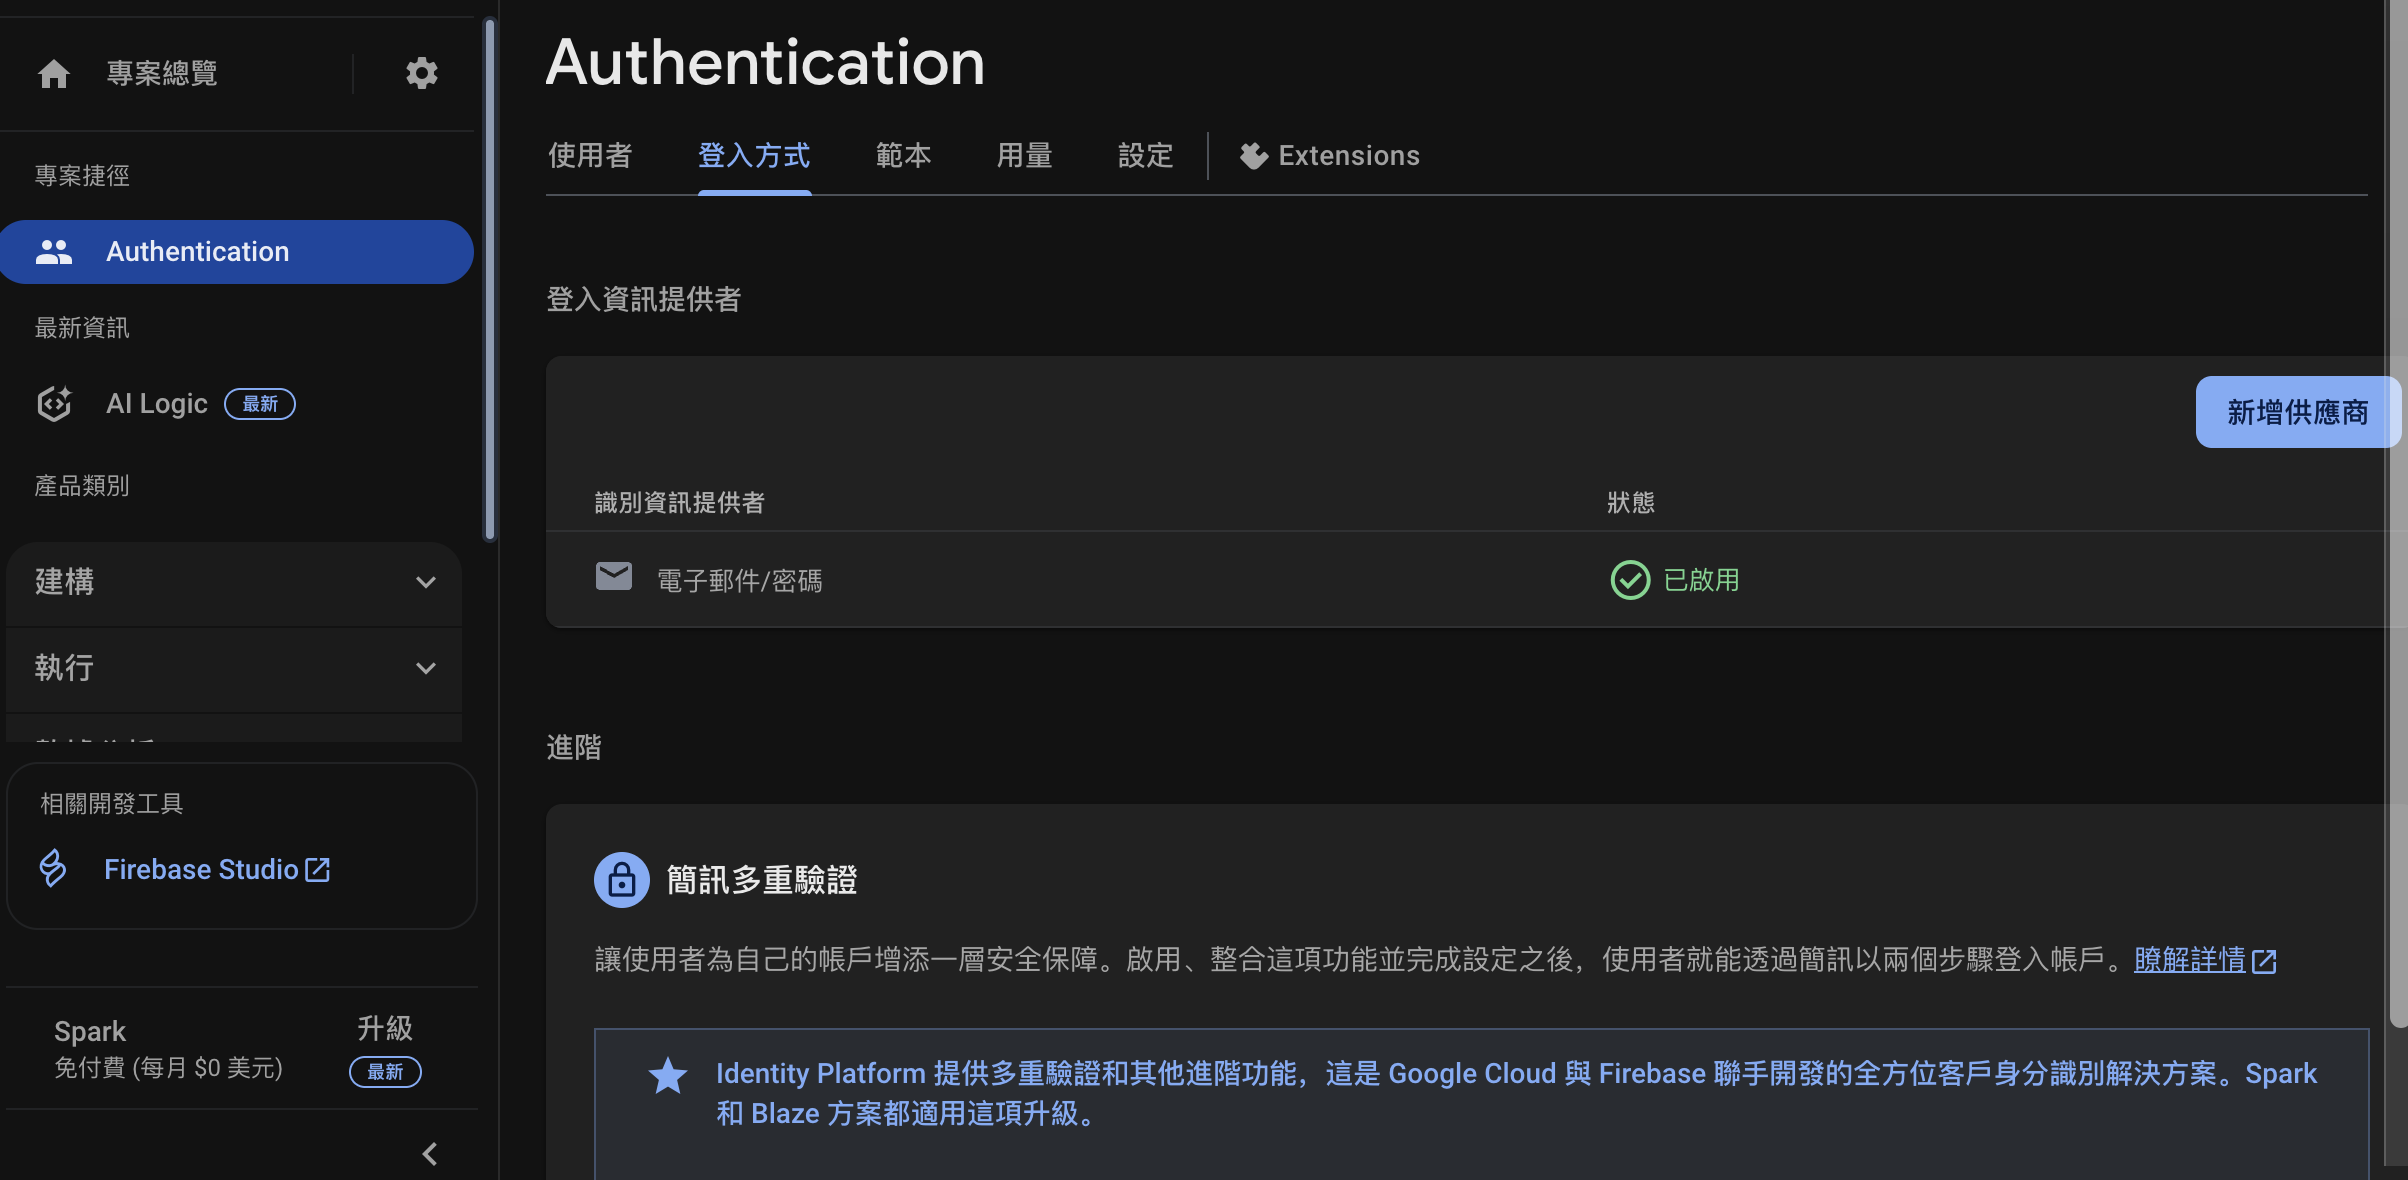 專案總覽
專案捷徑
Authentication
最新資訊
AI Logic 最新
產品類別
建構
執行
相關開發工具
Firebase Studio
Spark
免付費 (每月 $0 美元)
升級
最新
Authentication
使用者 登入方式 範本 用量 設定 Extensions
登入資訊提供者
新增供應商
識別資訊提供者 狀態
電子郵件/密碼 已啟用
進階
簡訊多重驗證
讓使用者為自己的帳戶增添一層安全保障。啟用、整合這項功能並完成設定之後，使用者就能透過簡訊以兩個步驟登入帳戶。瞭解詳情
Identity Platform 提供多重驗證和其他進階功能，這是 Google Cloud 與 Firebase 聯手開發的全方位客戶身分識別解決方案。Spark
和 Blaze 方案都適用這項升級。